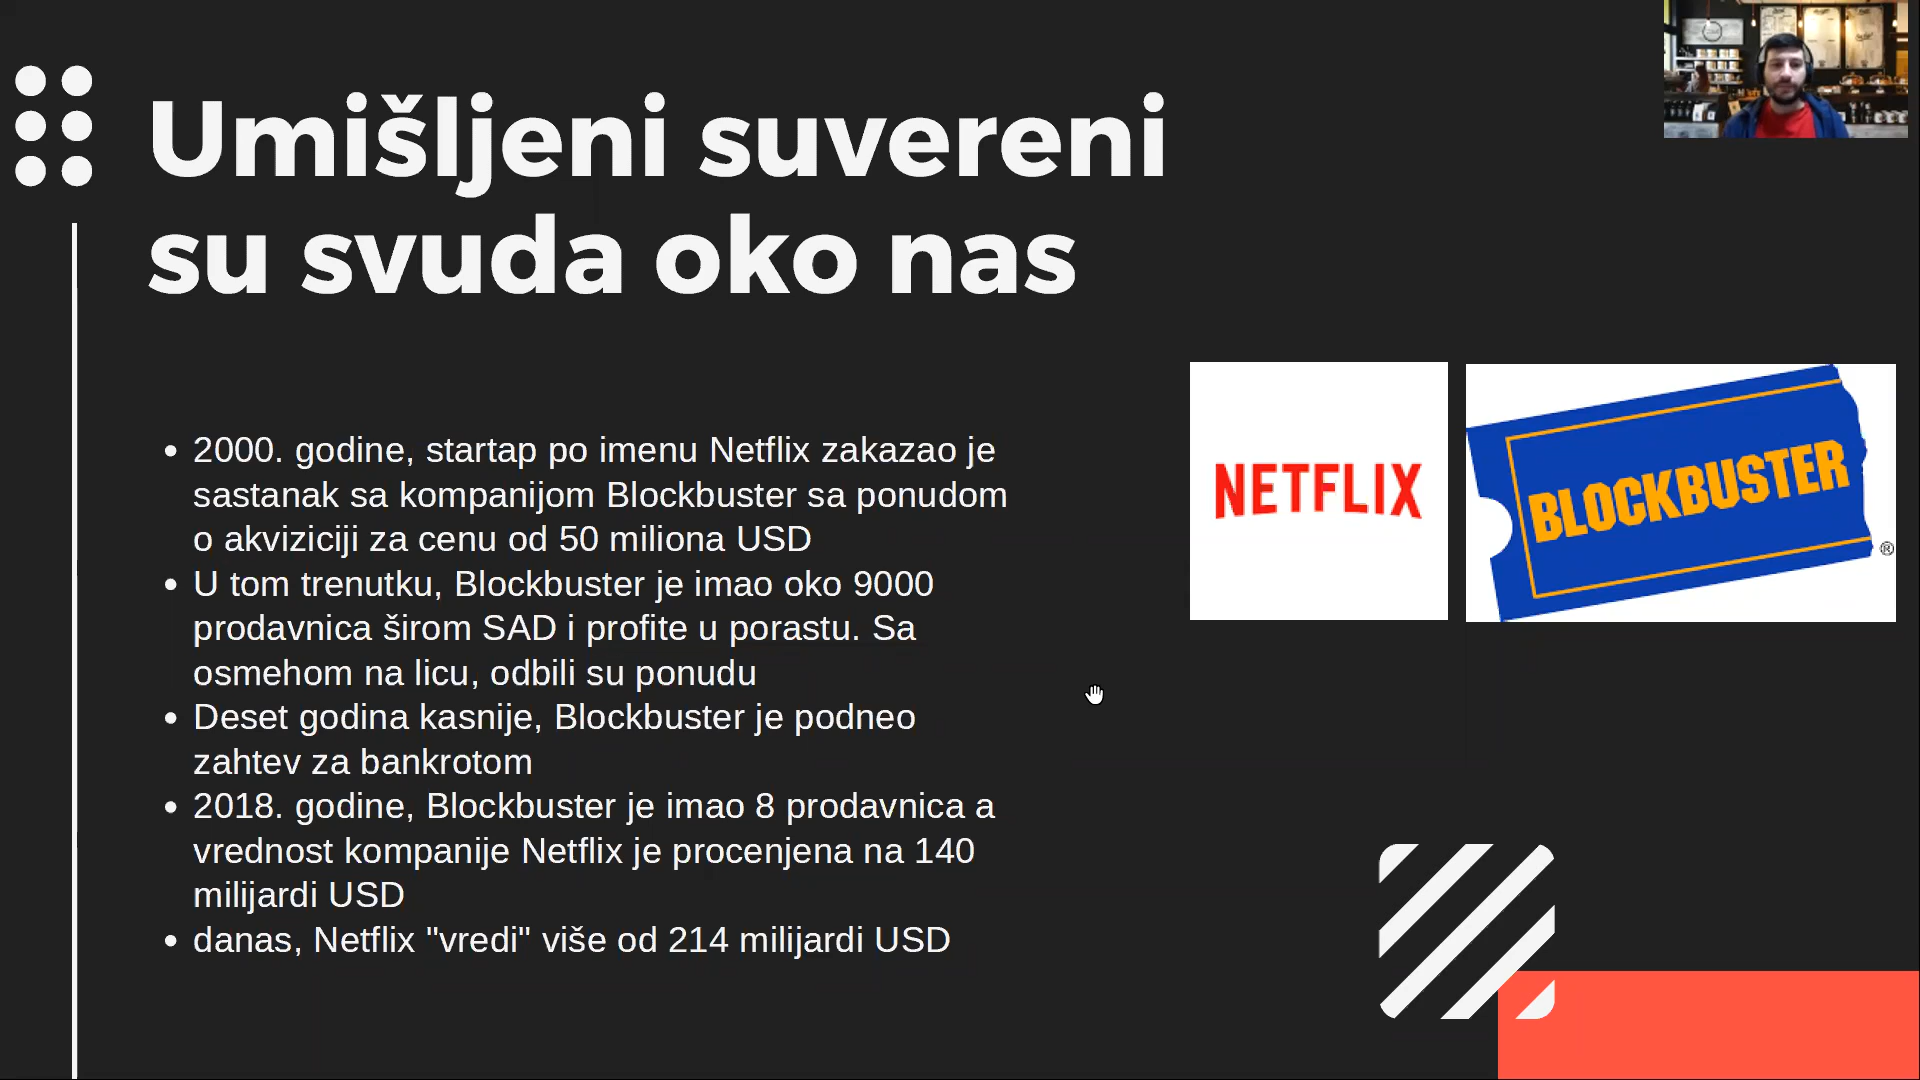 Umišljeni suvereni
su svuda oko nas
2000. godine, startap po imenu Netflix zakazao je
sastanak sa kompanijom Blockbuster sa ponudom
o akviziciji za cenu od 50 miliona USD
U tom trenutku, Blockbuster je imao oko 9000
prodavnica širom SAD i profite u porastu. Sa
osmehom na licu, odbili su ponudu
Deset godina kasnije, Blockbuster je podneo
zahtev za bankrotom
2018. godine, Blockbuster je imao 8 prodavnica a
vrednost kompanije Netflix je procenjena na 140
milijardi USD
danas, Netflix "vredi" više od 214 milijardi USD
NETFLIX
BLOCKBUSTER
®